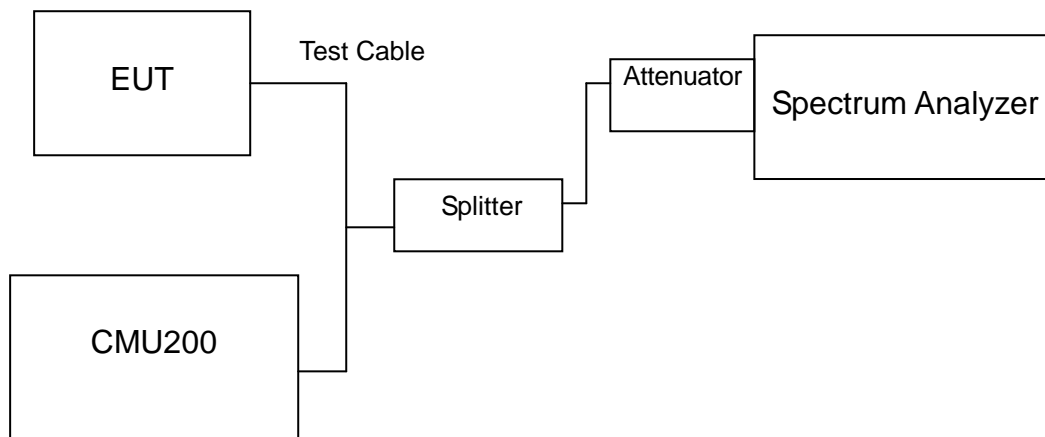 EUT
Test Cable
Attenuator
Spectrum Analyzer
Splitter
CMU200